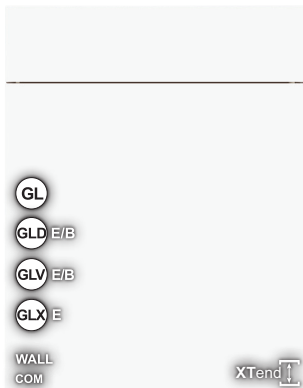 GL
GLD E/B
GLV E/B
GLX E
WALL
COM
XTend